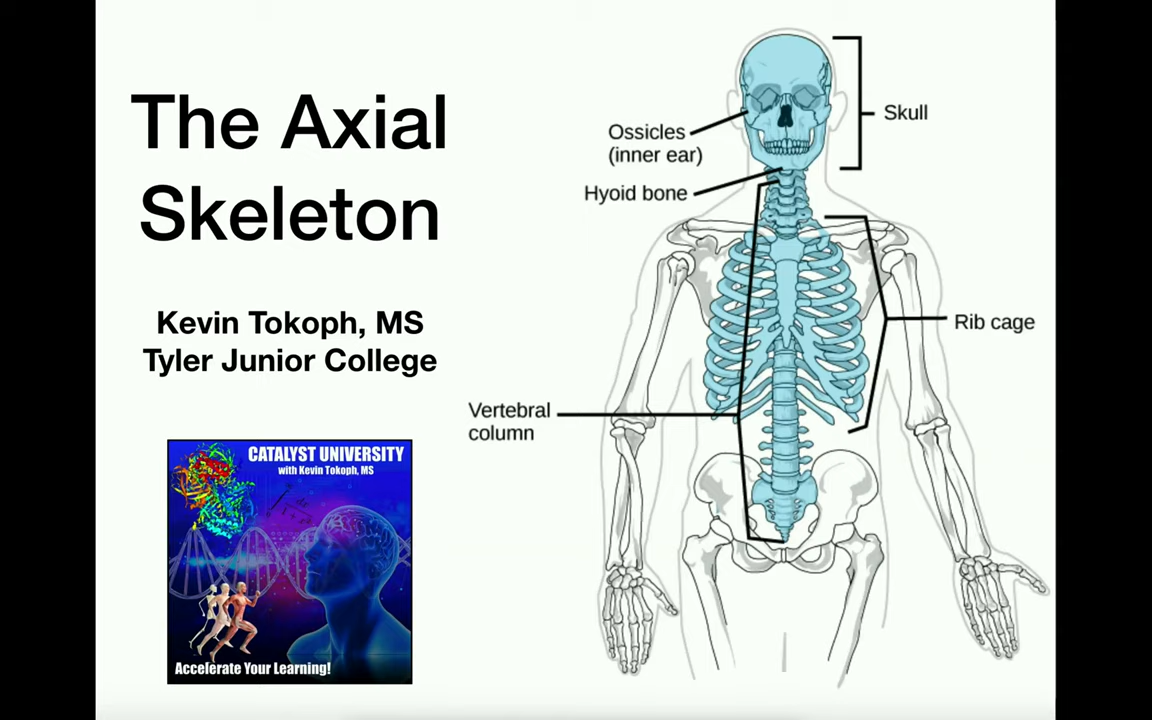 The Axial
Skeleton
Kevin Tokoph, MS
Tyler Junior College
CATALYST UNIVERSITY
with Kevin Tokoph, MS
Accelerate Your Learning!
Skull
Ossicles
(inner ear)
Hyoid bone
Rib cage
Vertebral
column